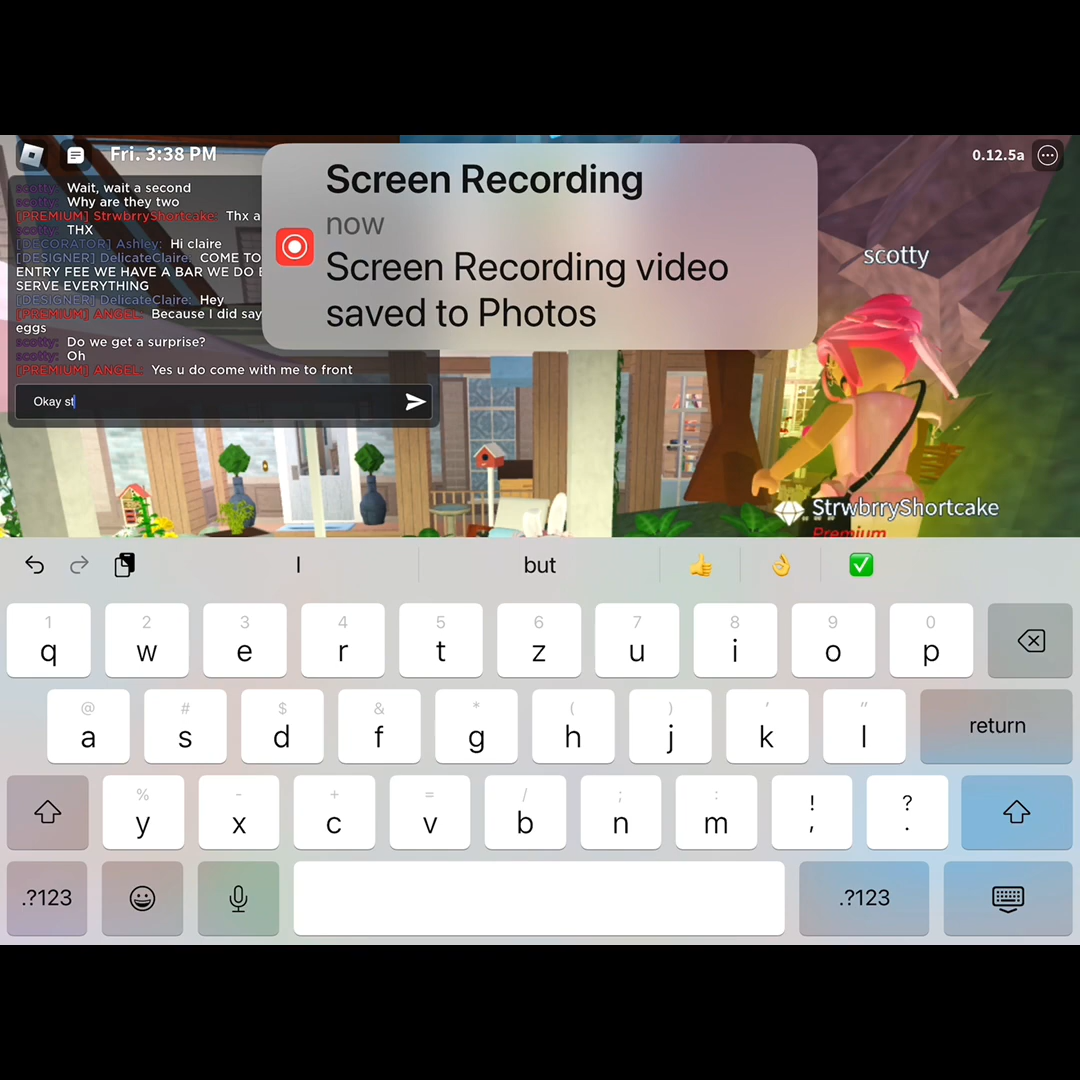 Fri. 3:38 PM
0.12.5a
Screen Recording
now
Screen Recording video
saved to Photos
scotty: Wait, wait a second
scotty: Why are they two
[PREMIUM] StrwbrryShortcake: Thx a
scotty: THX
[DECORATOR] Ashley: Hi claire
[DESIGNER] DelicateClaire: COME TO
ENTRY FEE WE HAVE A BAR WE DO
SERVE EVERYTHING
[DESIGNER] DelicateClaire: Hey
[PREMIUM] ANGEL: Because I did say
eggs
scotty: Do we get a surprise?
scotty: Oh
[PREMIUM] ANGEL: Yes u do come with me to front
Okay st
scotty
StrwbrryShortcake
Premium
I but
1 2 3 4 5 6 7 8 9 0
q w e r t z u i o p
@ # $ & * ( ) ' "
a s d f g h j k l return
% - + = / ; : ! ?
y x c v b n m , .
.?123 .?123